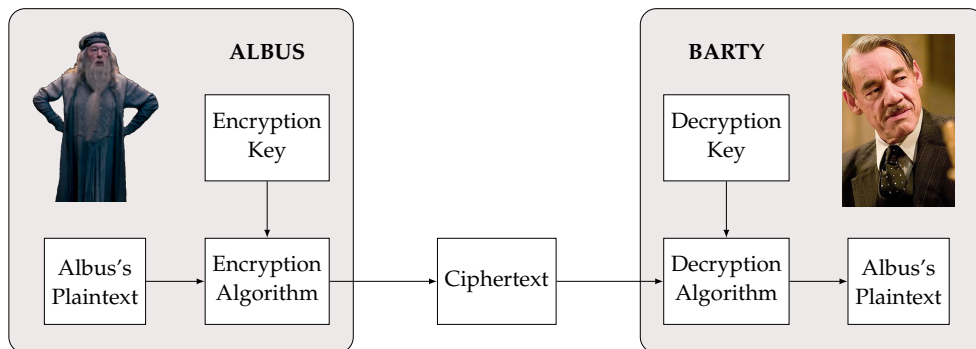 ALBUS
Encryption
Key
Albus's
Plaintext
Encryption
Algorithm
Ciphertext
BARTY
Decryption
Key
Decryption
Algorithm
Albus's
Plaintext